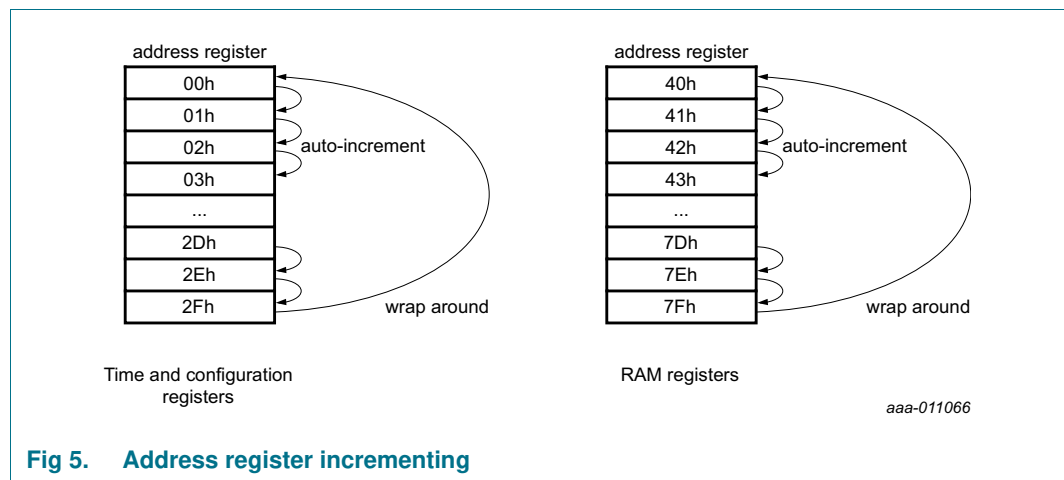 address register
00h
01h
02h
03h
...
2Dh
2Eh
2Fh
auto-increment
wrap around
Time and configuration
registers
address register
40h
41h
42h
43h
...
7Dh
7Eh
7Fh
auto-increment
wrap around
RAM registers
aaa-011066
Fig 5. Address register incrementing